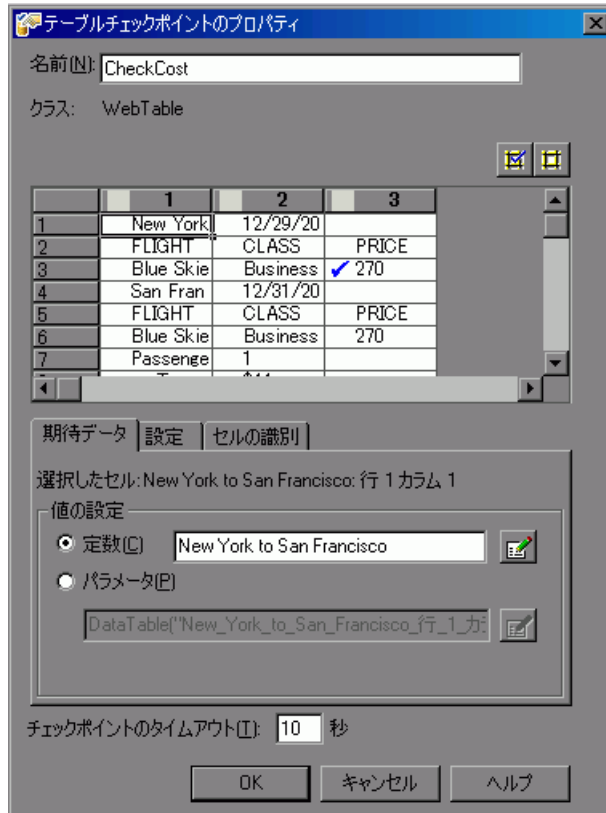 テーブルチェックポイントのプロパティ
名前(N): CheckCost
クラス: WebTable
1 2 3
1 New York 12/29/20
2 FLIGHT CLASS PRICE
3 Blue Skie Business 270
4 San Fran 12/31/20
5 FLIGHT CLASS PRICE
6 Blue Skie Business 270
7 Passenge 1
期待データ 設定 セルの識別
選択したセル:New York to San Francisco: 行 1 カラム 1
値の設定
定数(C) New York to San Francisco
パラメータ(P)
DataTable("New_York_to_San_Francisco_行_1_カラ
チェックポイントのタイムアウト(T): 10 秒
OK キャンセル ヘルプ